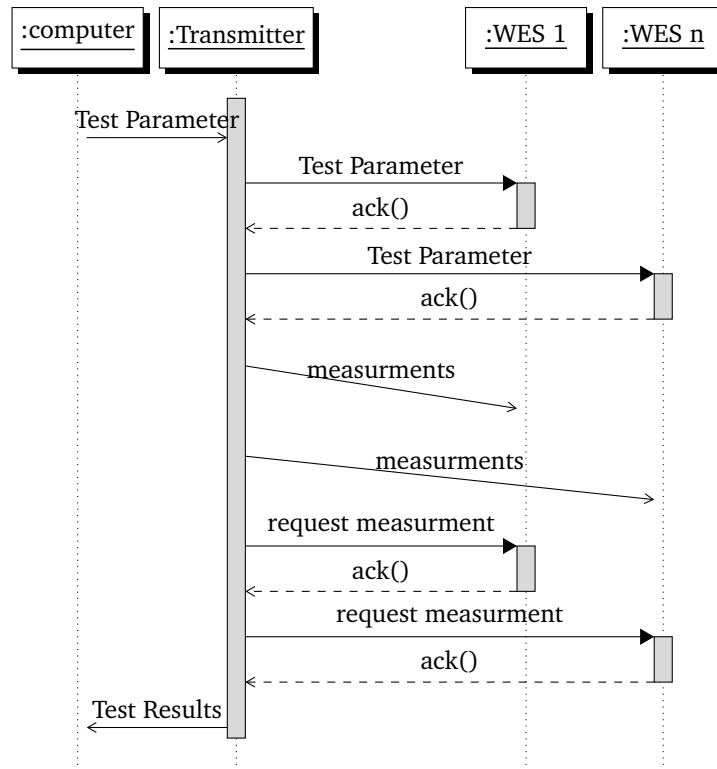 :computer
:Transmitter
:WES 1
:WES n
Test Parameter
Test Parameter
ack()
Test Parameter
ack()
measurments
measurments
request measurment
ack()
request measurment
ack()
Test Results